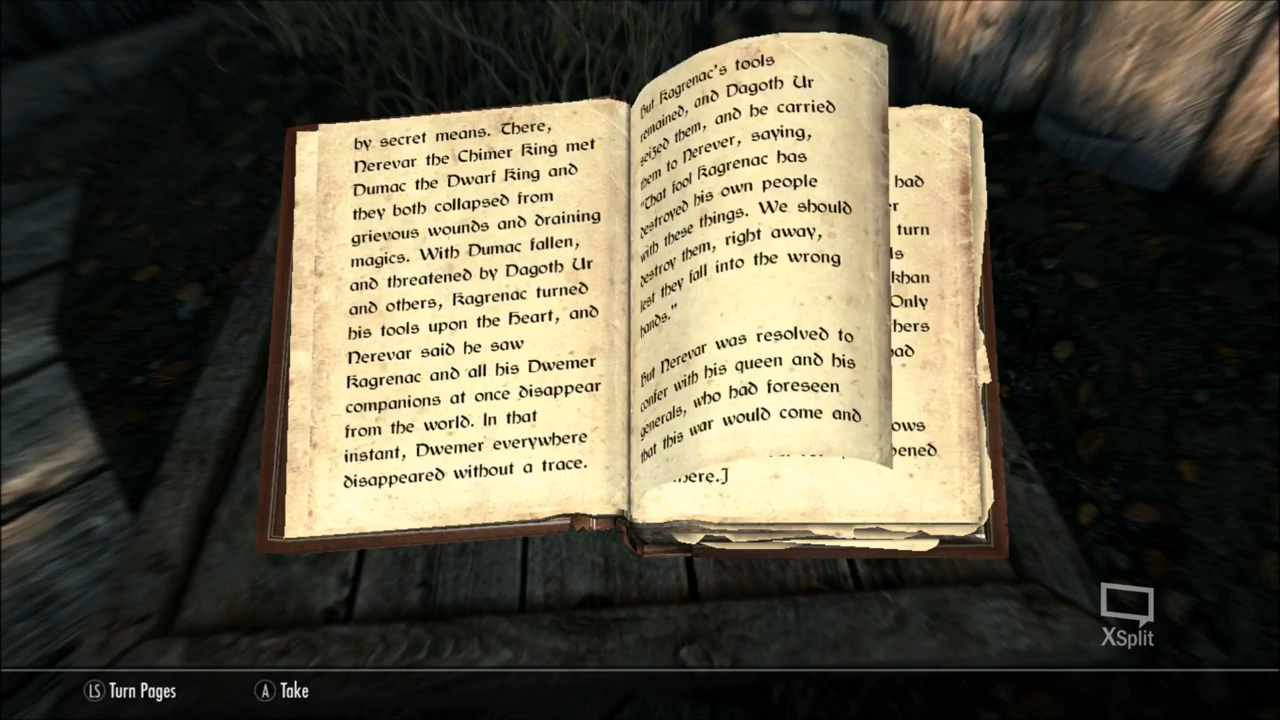 by secret means. There,
Nerevar the Chimer King met
Dumac the Dwarf King and
they both collapsed from
grievous wounds and draining
magics. With Dumac fallen,
and threatened by Dagoth Ur
and others, Kagrenac turned
his tools upon the Heart, and
Nerevar said he saw
Kagrenac and all his Dwemer
companions at once disappear
from the world. In that
instant, Dwemer everywhere
disappeared without a trace.
But Kagrenac's tools
remained, and Dagoth Ur
seized them, and he carried
them to Nerever, saying,
"That fool Kagrenac has
destroyed his own people
with these things. We should
destroy them, right away,
lest they fall into the wrong
hands."
But Nerevar was resolved to
confer with his queen and his
generals, who had foreseen
that this war would come and
had
turn
Only
XSplit
LS Turn Pages
A Take